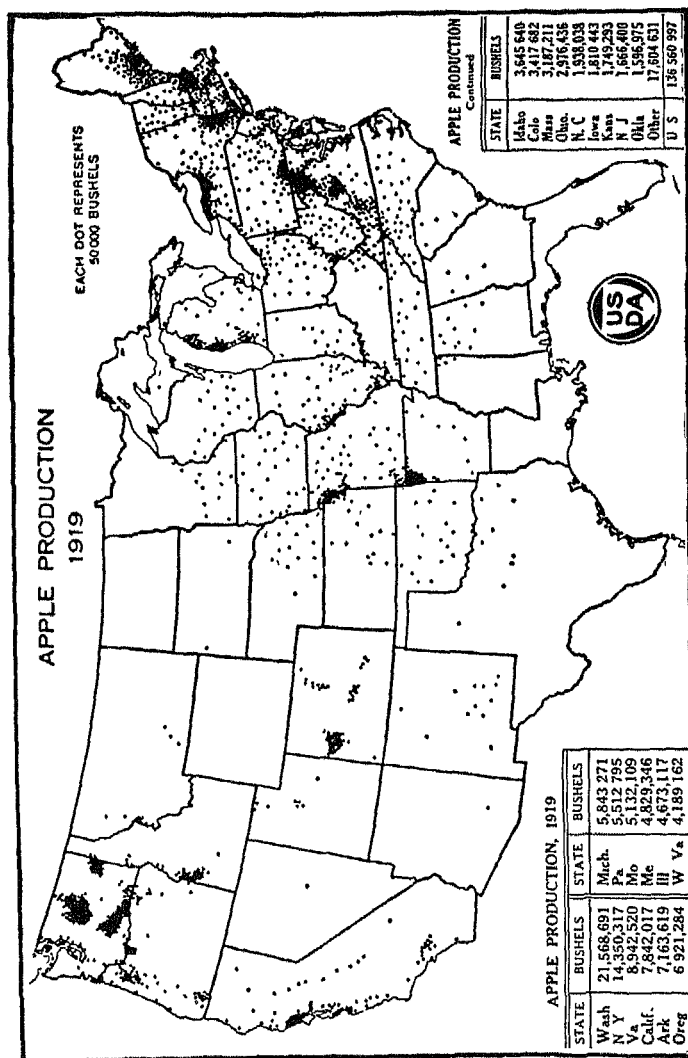 APPLE PRODUCTION
1919
EACH DOT REPRESENTS
50 000 BUSHELS
APPLE PRODUCTION, 1919
STATE BUSHELS STATE BUSHELS
Wash 21,568,691 Mich. 5,843 271
N Y 14,350,317 Pa 5,512 795
Va 8,942,520 Mo 5,132,109
Calif. 7,842,017 Me 4,829,346
Ark 7,163,619 Ill 4,673,117
Oreg 6 921,284 W Va 4,189 162
APPLE PRODUCTION
Continued
STATE BUSHELS
Idaho 3,645 640
Colo 3,417 682
Mass 3,187,211
Ohio. 2,976,436
N. C 1,938,038
Iowa 1,810 443
Kans 1,749,293
N J 1,666,400
Okla 1,596,975
Other 17,604 631
U S 136 560 997
US
DA